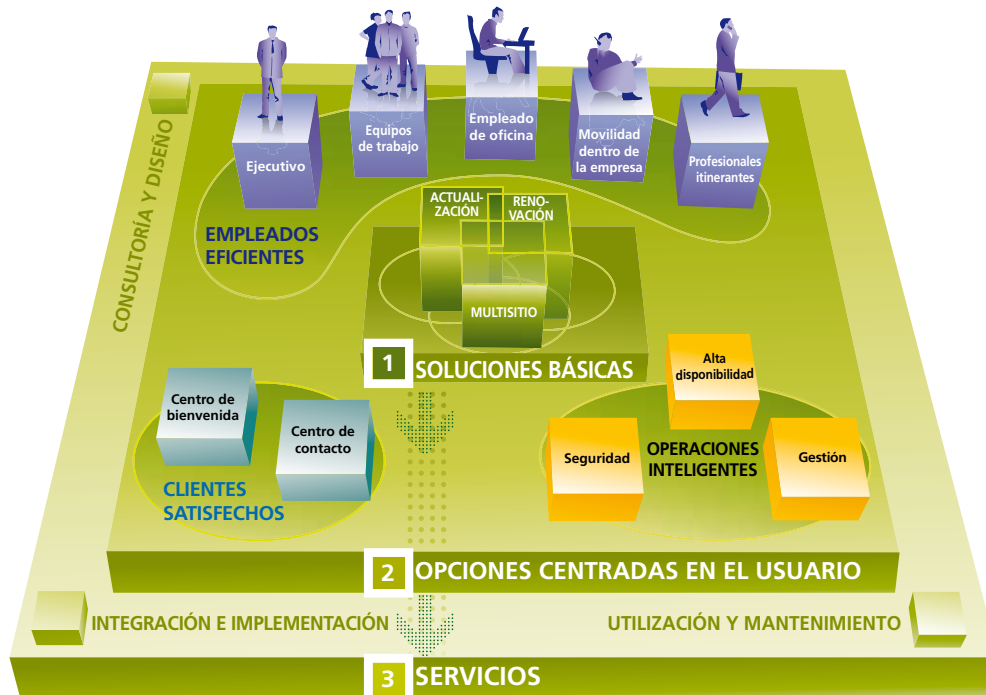 Ejecutivo
Equipos
de trabajo
Empleado
de oficina
Movilidad
dentro de
la empresa
Profesionales
itinerantes
CONSULTORÍA Y DISEÑO
EMPLEADOS
EFICIENTES
ACTUALI-
ZACIÓN
RENO-
VACIÓN
MULTISITIO
1 SOLUCIONES BÁSICAS
Centro de
bienvenida
Centro de
contacto
CLIENTES
SATISFECHOS
Alta
disponibilidad
Seguridad
OPERACIONES
INTELIGENTES
Gestión
2 OPCIONES CENTRADAS EN EL USUARIO
INTEGRACIÓN E IMPLEMENTACIÓN
UTILIZACIÓN Y MANTENIMIENTO
3 SERVICIOS